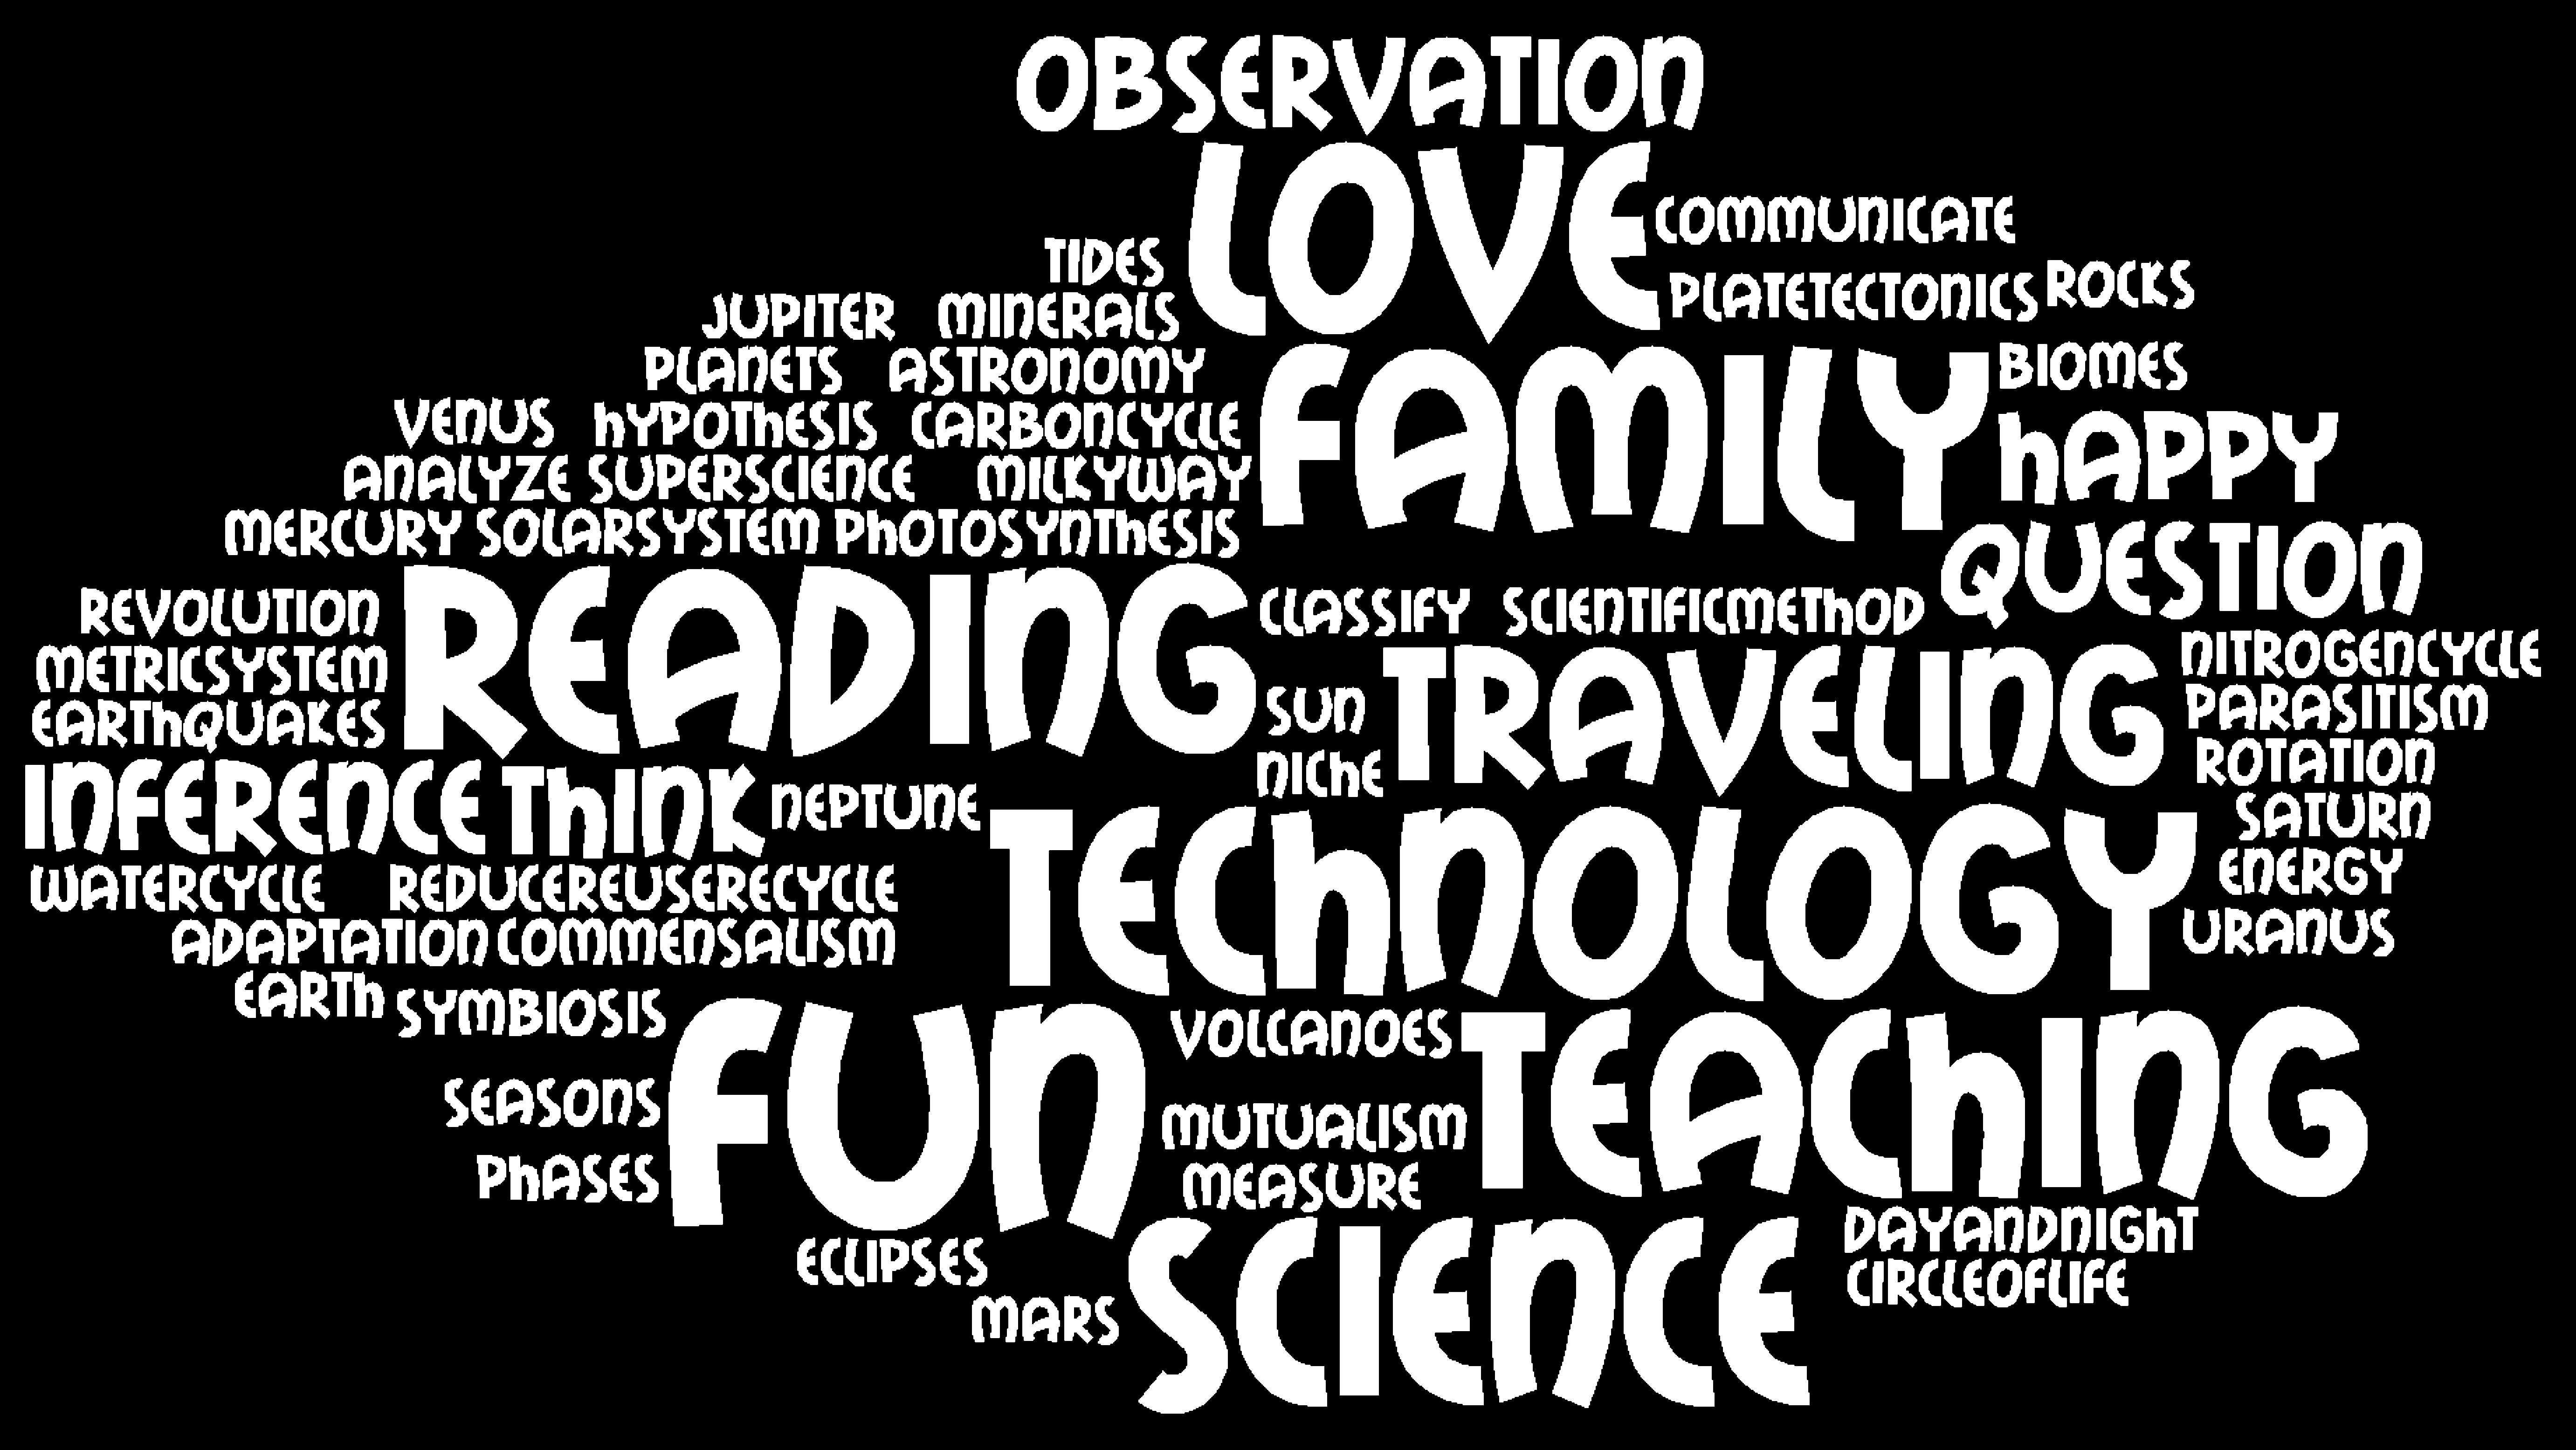 OBSERVATION
LOVE
COMMUNICATE
TIDES
PLATETECTONICS ROCKS
JUPITER MINERALS
PLANETS ASTRONOMY
FAMILY
BIOMES
VENUS hYPOThESIS CARBONCYCLE
hAPPY
ANALYZE SUPERSCIENCE MILKYWAY
MERCURY SOLARSYSTEM PhOTOSYNThESIS
QUESTION
REVOLUTION
READING
CLASSIFY SCIENTIFICMEThOD
METRICSYSTEM
NITROGENCYCLE
EARThQUAKES
SUN
TRAVELING
PARASITISM
NIChE
ROTATION
INFERENCE ThINK NEPTUNE
TEChNOLOGY
SATURN
WATERCYCLE REDUCEREUSERECYCLE
ENERGY
ADAPTATION COMMENSALISM
URANUS
EARTh SYMBIOSIS
FUN
VOLCANOES
TEAChING
SEASONS
MUTUALISM
PhASES
MEASURE
ECLIPSES
SCIENCE
DAYANDNIGhT
MARS
CIRCLEOFLIFE